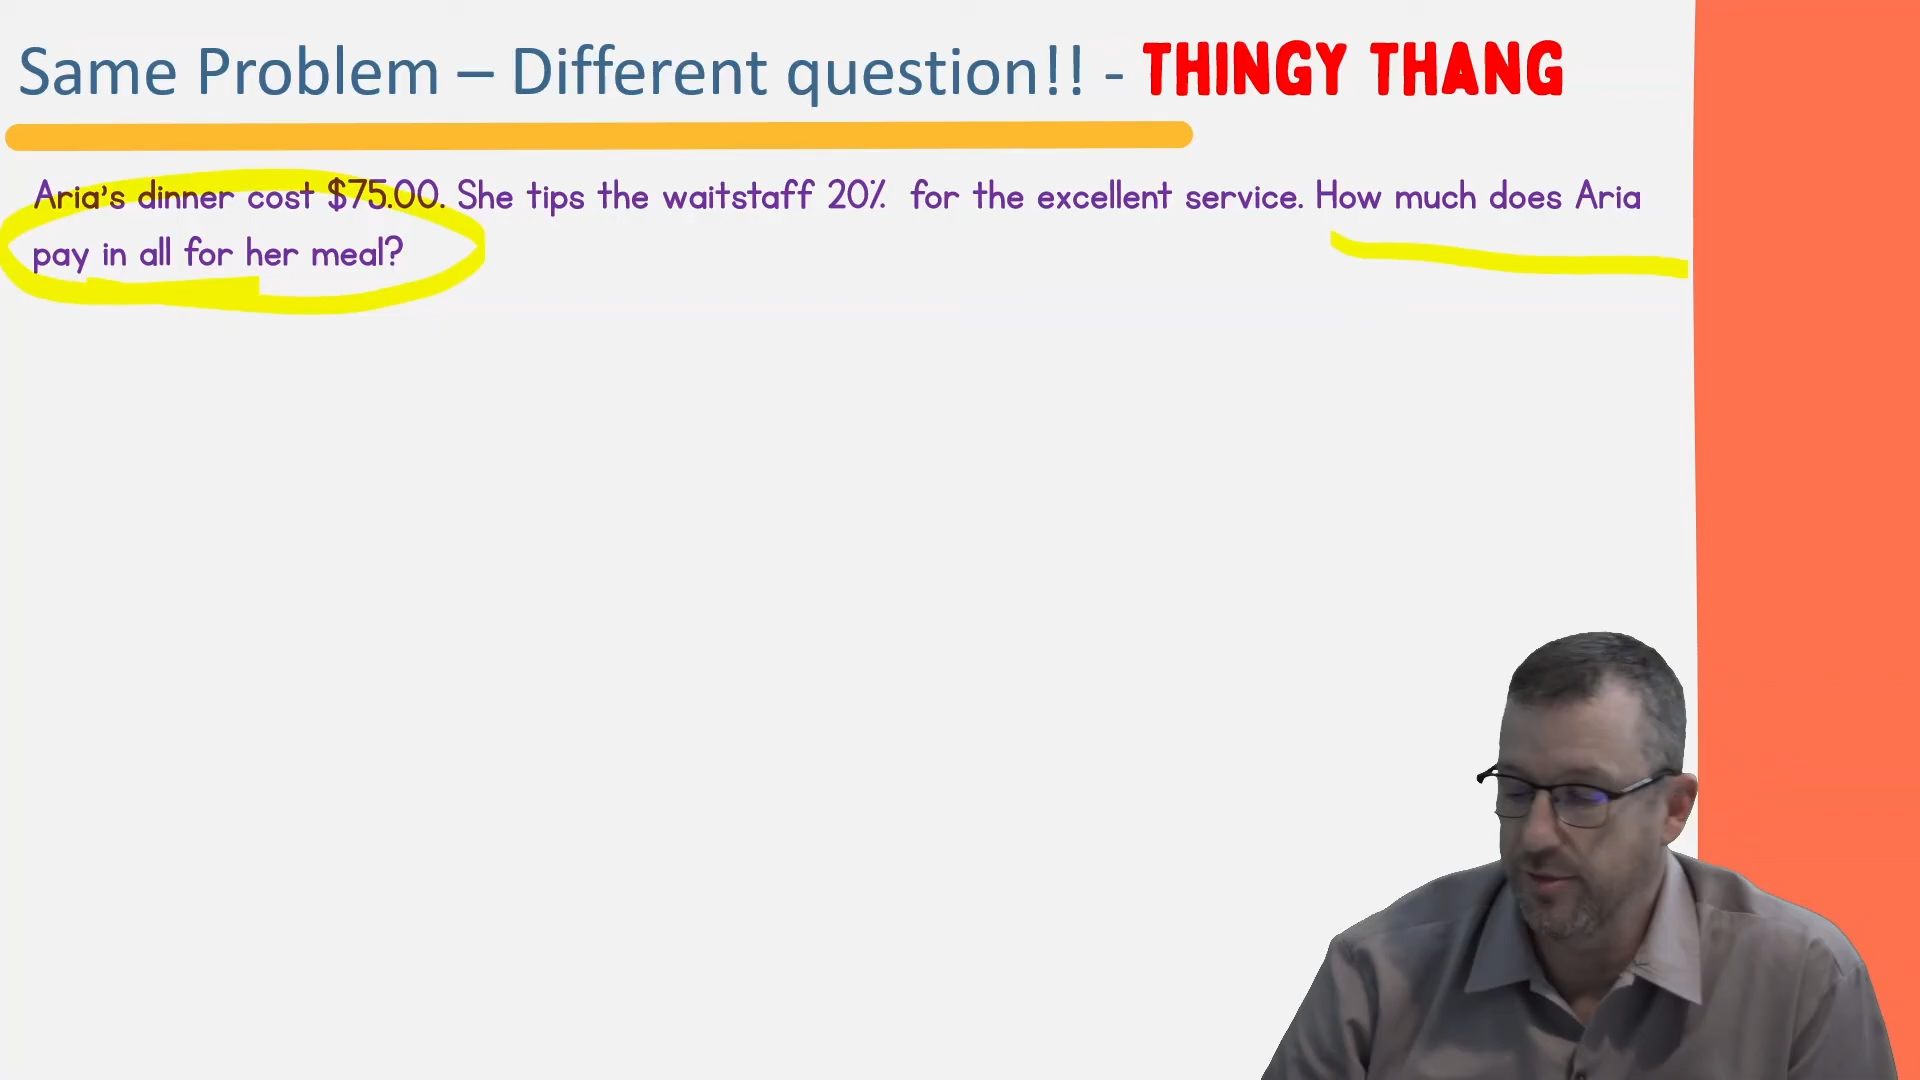 Same Problem – Different question!! - THINGY THANG
Aria's dinner cost $75.00. She tips the waitstaff 20% for the excellent service. How much does Aria
pay in all for her meal?